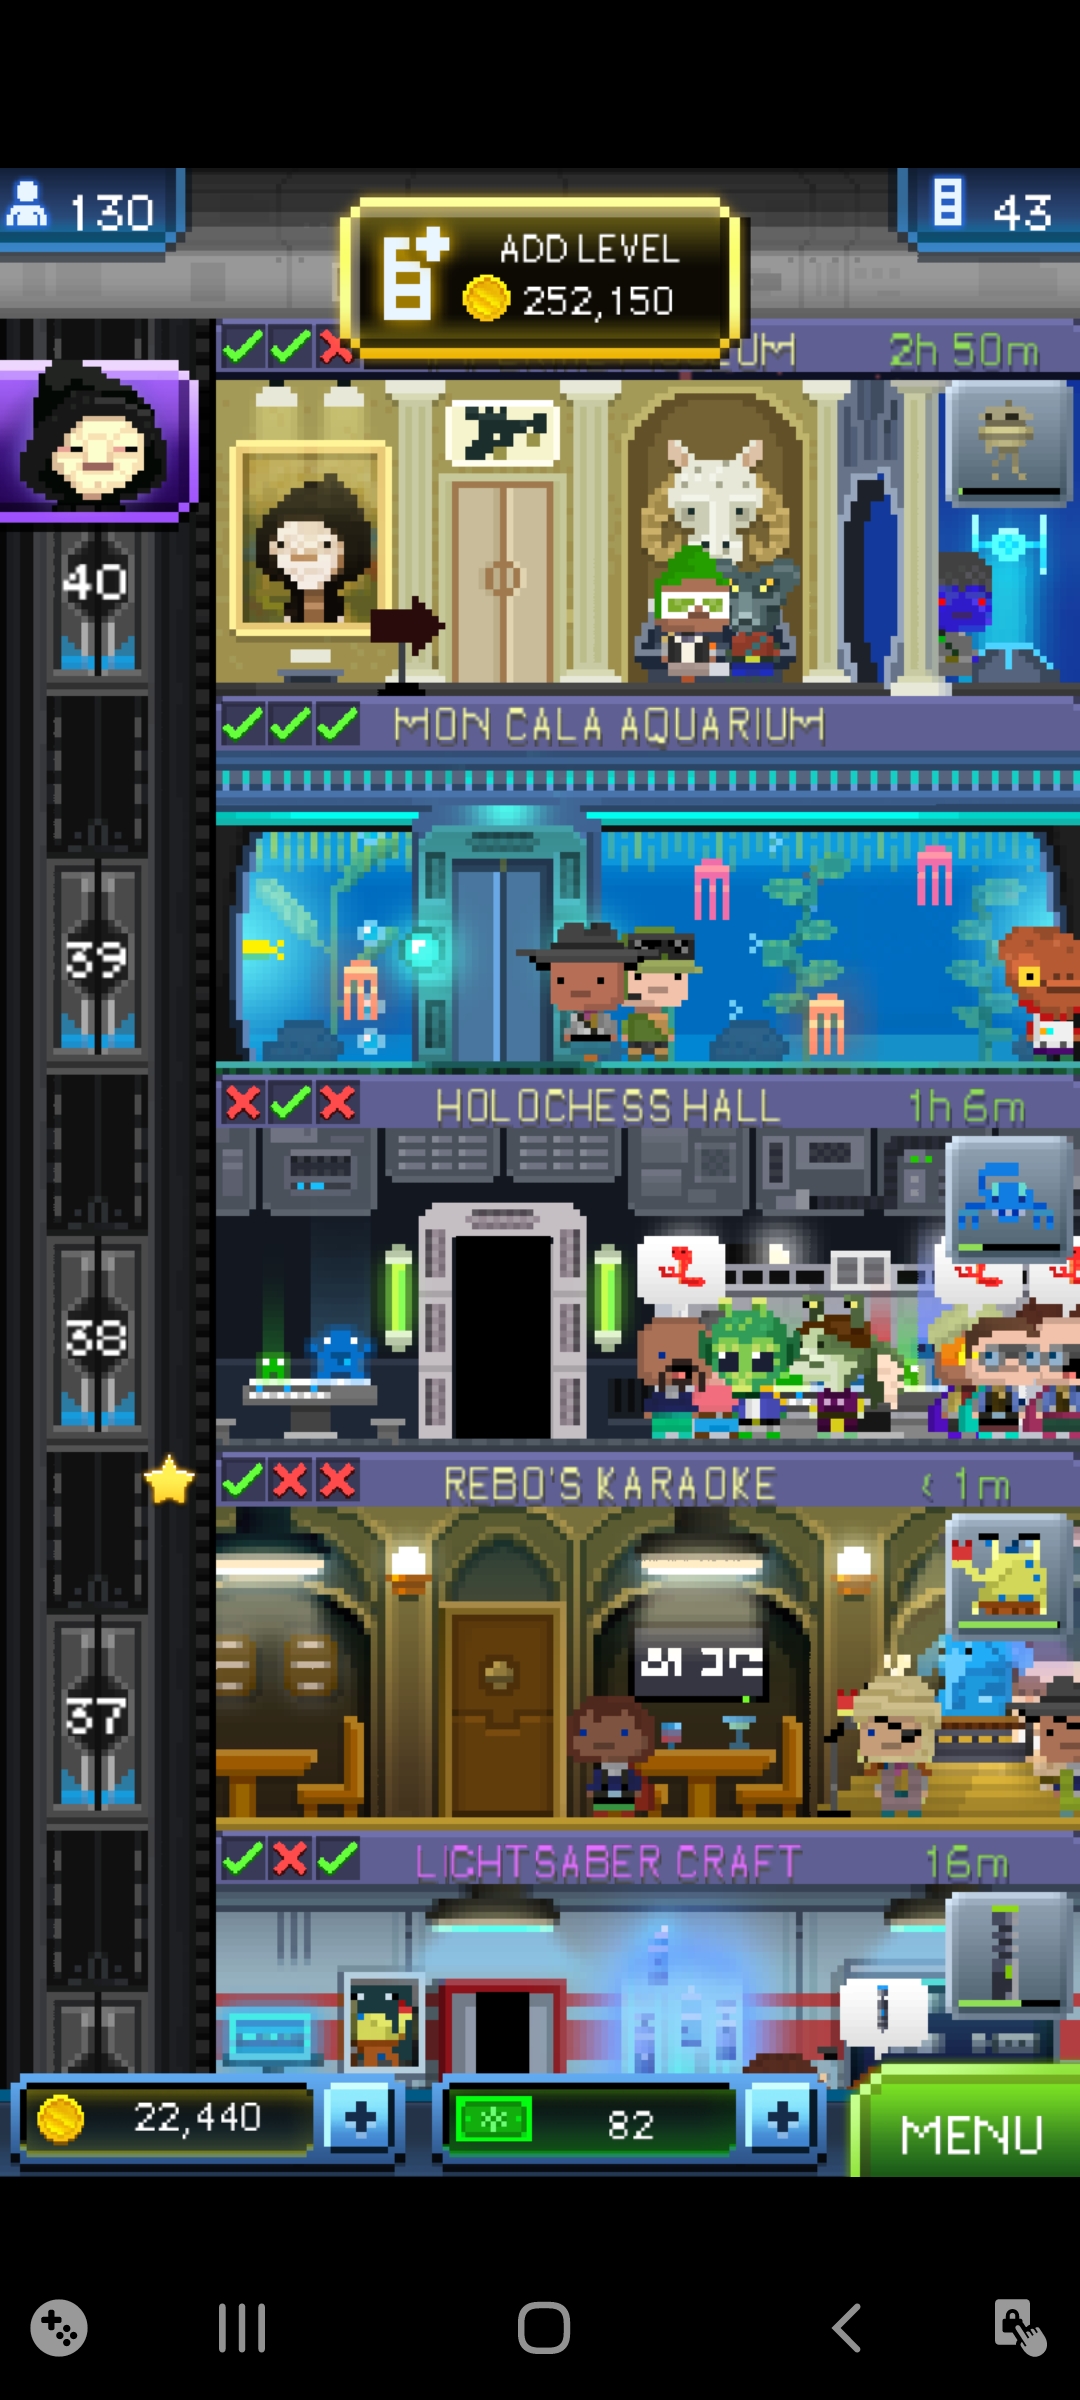 130
43
ADD LEVEL
252,150
2h 50m
40
MON CALA AQUARIUM
39
HOLOCHESS HALL
1h 6m
38
REBO'S KARAOKE
< 1m
37
LIGHTSABER CRAFT
16m
22,440
+
82
+
MENU